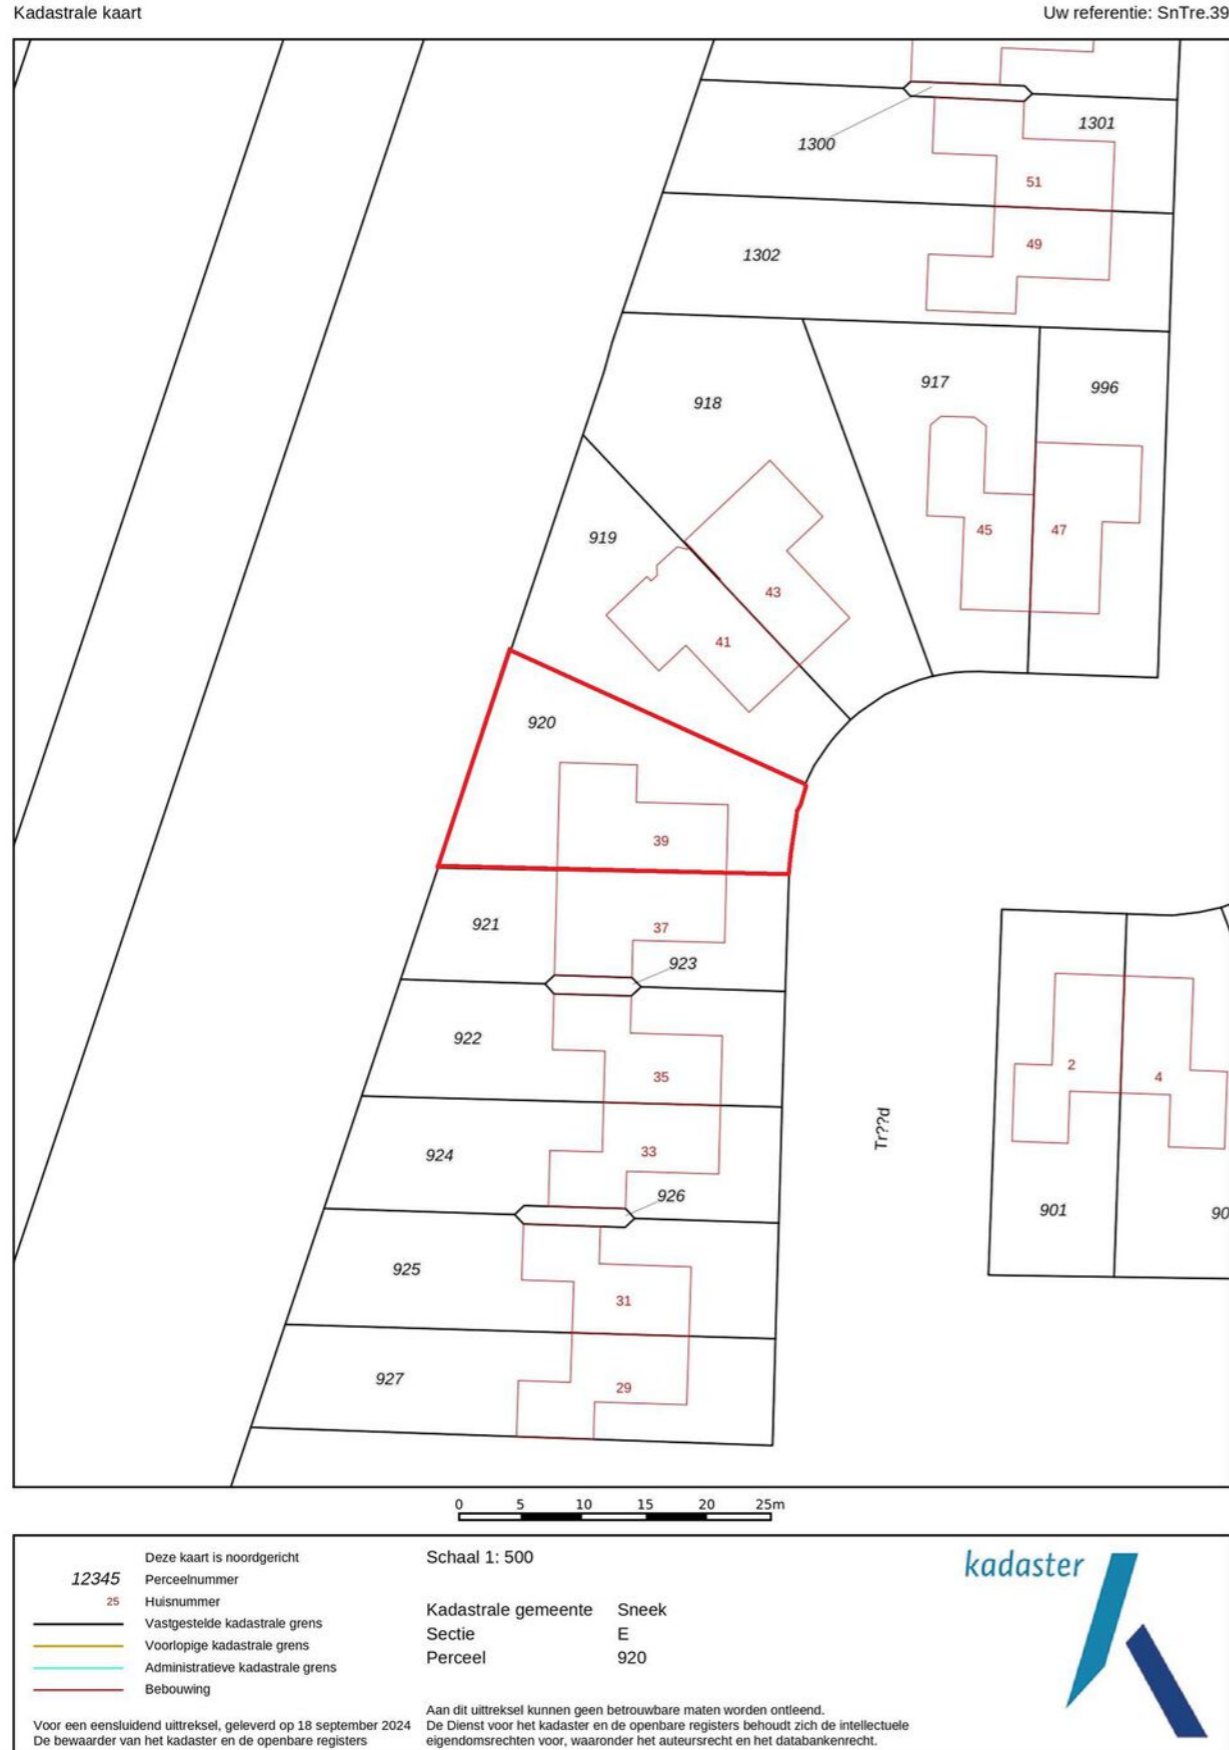 Kadastrale kaart
Uw referentie: SnTre.39
1300
1301
51
1302
49
918
917
996
919
45
47
43
41
920
39
921
37
923
922
35
2
4
Tr??d
924
33
926
901
90
925
31
927
29
0 5 10 15 20 25m
Deze kaart is noordgericht
12345 Perceelnummer
25 Huisnummer
Vastgestelde kadastrale grens
Voorlopige kadastrale grens
Administratieve kadastrale grens
Bebouwing
Voor een eensluidend uittreksel, geleverd op 18 september 2024
De bewaarder van het kadaster en de openbare registers
Schaal 1: 500
Kadastrale gemeente Sneek
Sectie E
Perceel 920
Aan dit uittreksel kunnen geen betrouwbare maten worden ontleend.
De Dienst voor het kadaster en de openbare registers behoudt zich de intellectuele
eigendomsrechten voor, waaronder het auteursrecht en het databankenrecht.
kadaster